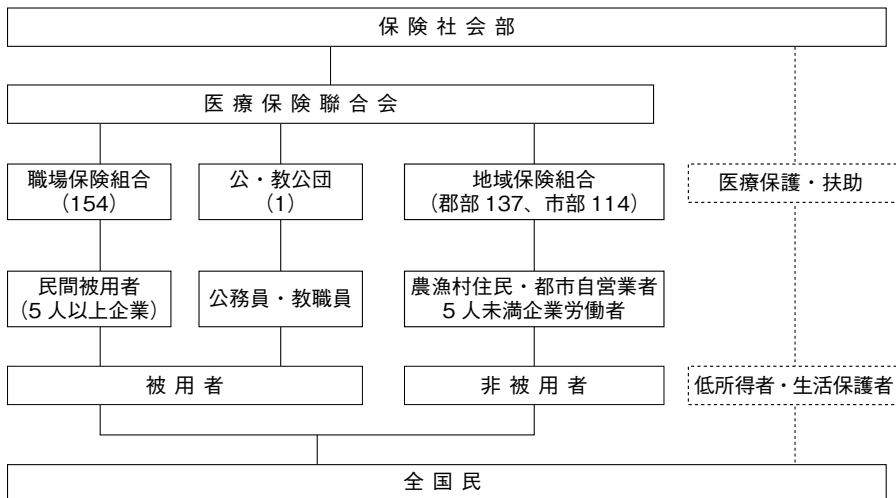 保険社会部
医療保険聯合会
職場保険組合
（154）
公・教公団
（1）
地域保険組合
（郡部 137、市部 114）
医療保護・扶助
民間被用者
（5 人以上企業）
公務員・教職員
農漁村住民・都市自営業者
5 人未満企業労働者
被用者
非被用者
低所得者・生活保護者
全国民